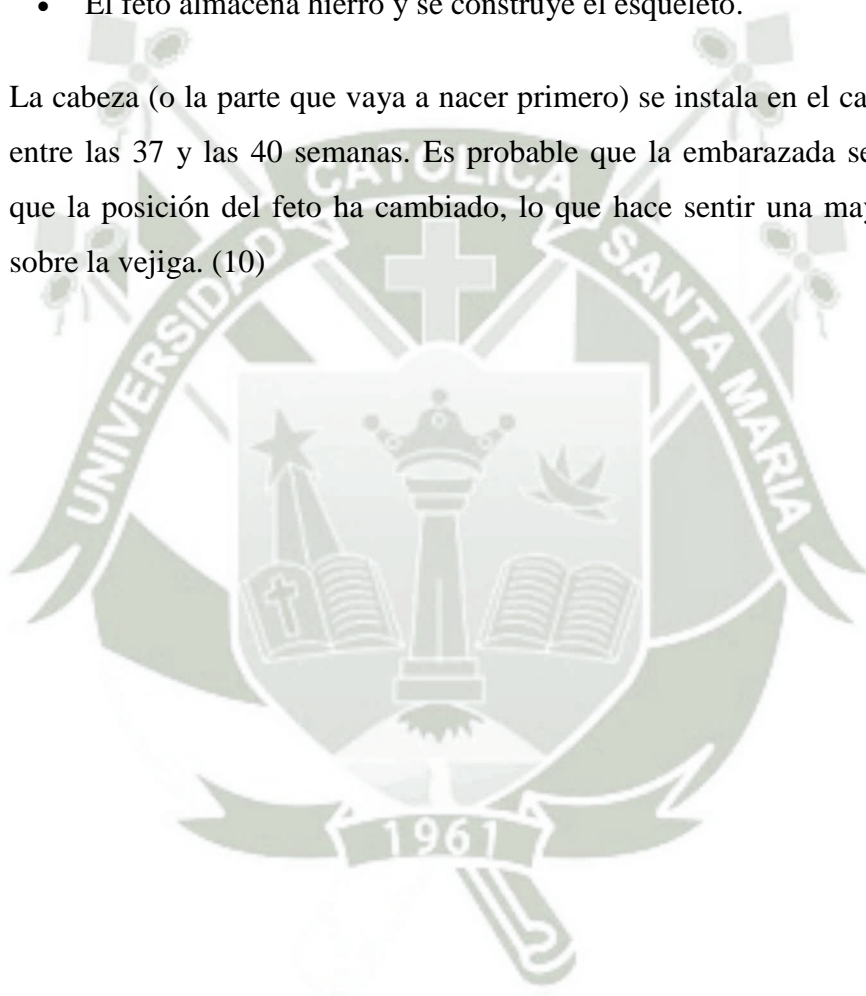 • El feto almacena hierro y se construye el esqueleto.
La cabeza (o la parte que vaya a nacer primero) se instala en el ca
entre las 37 y las 40 semanas. Es probable que la embarazada se
que la posición del feto ha cambiado, lo que hace sentir una may
sobre la vejiga. (10)
UNIVERSIDAD CATOLICA SANTA MARIA
1961